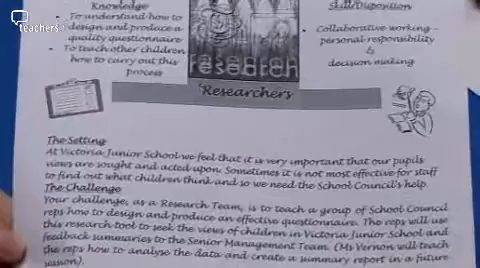 teachers
Knowledge
• To understand how to
design and produce a
quality questionnaire
• To teach other children
how to carry out this
process
research
Skill/Disposition
• Collaborative working –
personal responsibility
&
decision making
Researchers
The Setting
At Victoria Junior School we feel that it is very important that our pupils
views are sought and acted upon. Sometimes it is not most effective for staff
to find out what children think and so we need the School Council's help.
The Challenge
Your challenge, as a Research Team, is to teach a group of School Council
reps how to design and produce an effective questionnaire. The reps will use
this research tool to seek the views of children in Victoria Junior School and
feedback summaries to the Senior Management Team. (Ms Vernon will teach
the reps how to analyse the data and create a summary report in a future
session).